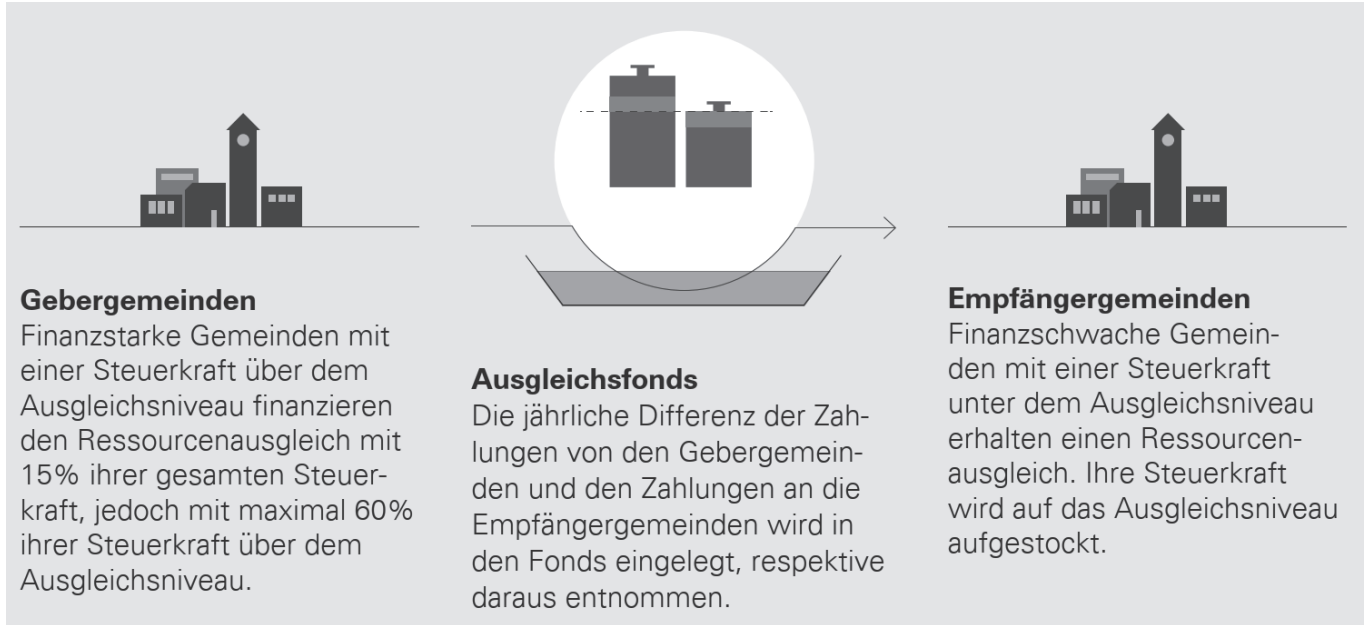 Gebergemeinden
Finanzstarke Gemeinden mit
einer Steuerkraft über dem
Ausgleichsniveau finanzieren
den Ressourcenausgleich mit
15% ihrer gesamten Steuer-
kraft, jedoch mit maximal 60%
ihrer Steuerkraft über dem
Ausgleichsniveau.
Ausgleichsfonds
Die jährliche Differenz der Zah-
lungen von den Gebergemein-
den und den Zahlungen an die
Empfängergemeinden wird in
den Fonds eingelegt, respektive
daraus entnommen.
Empfängergemeinden
Finanzschwache Gemein-
den mit einer Steuerkraft
unter dem Ausgleichsniveau
erhalten einen Ressourcen-
ausgleich. Ihre Steuerkraft
wird auf das Ausgleichsniveau
aufgestockt.